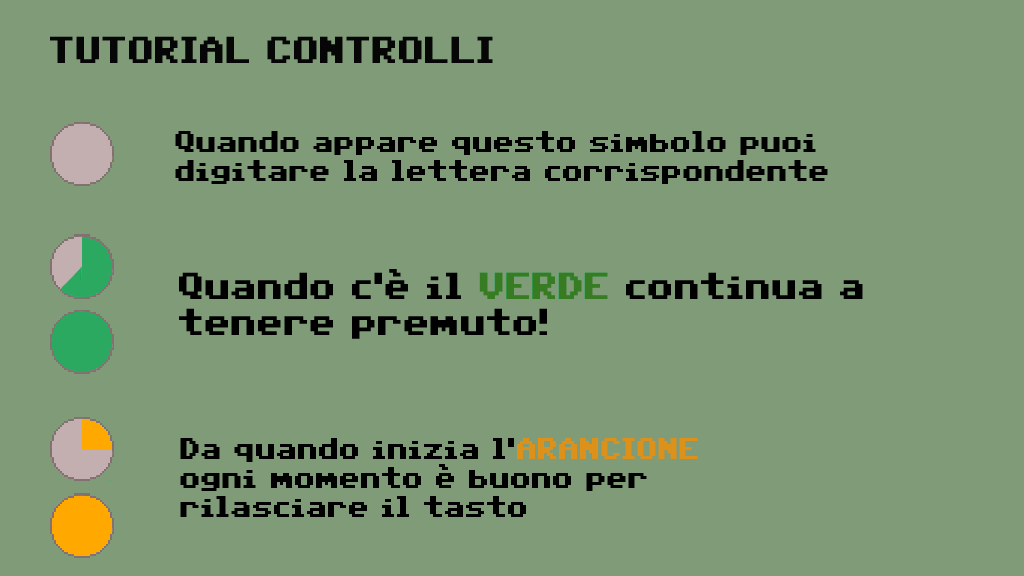 TUTORIAL CONTROLLI
Quando appare questo simbolo puoi
digitare la lettera corrispondente
Quando c'è il VERDE continua a
tenere premuto!
Da quando inizia l'ARANCIONE
ogni momento è buono per
rilasciare il tasto